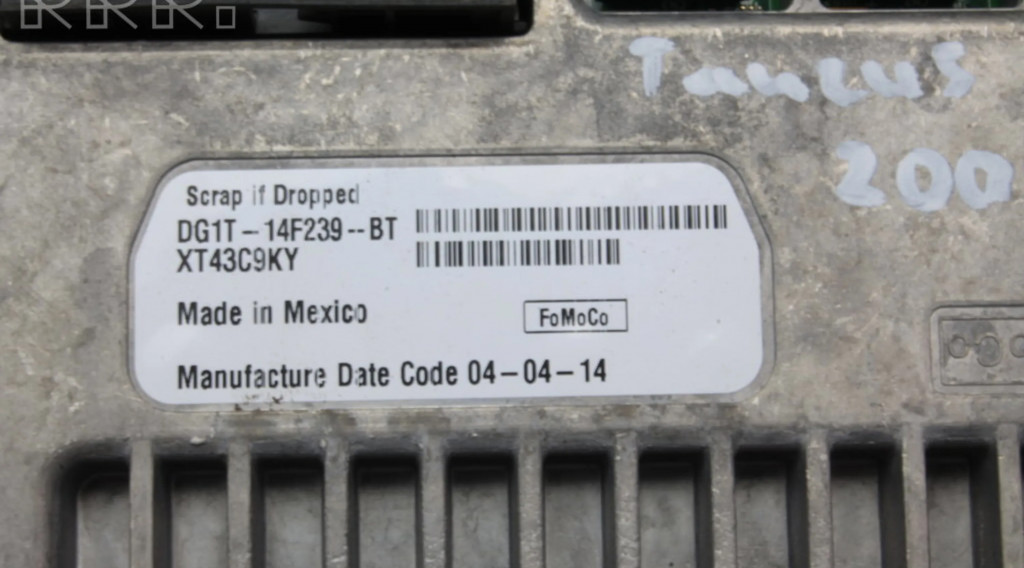 RRR.
Taurus
200
Scrap if Dropped
DG1T-14F239--BT
XT43C9KY
Made in Mexico
FoMoCo
Manufacture Date Code 04-04-14